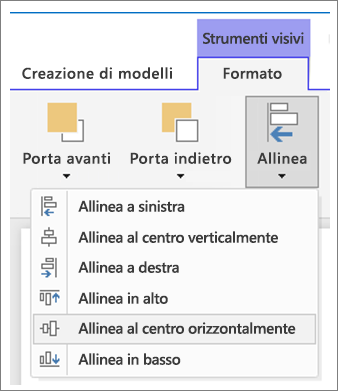 Strumenti visivi
Creazione di modelli Formato
Porta avanti Porta indietro Allinea
Allinea a sinistra
Allinea al centro verticalmente
Allinea a destra
Allinea in alto
Allinea al centro orizzontalmente
Allinea in basso